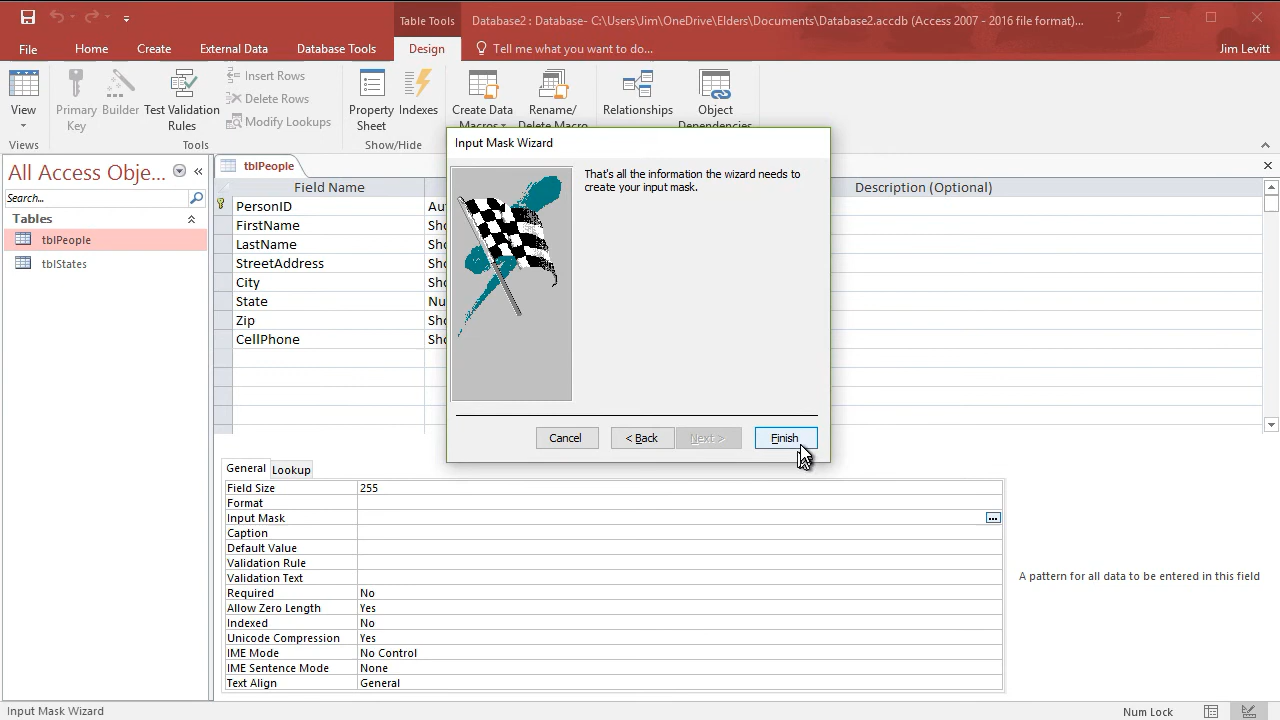 Table Tools
Database2 : Database- C:\Users\Jim\OneDrive\Elders\Documents\Database2.accdb (Access 2007 - 2016 file format)...
?
File
Home
Create
External Data
Database Tools
Design
Tell me what you want to do...
Jim Levitt
View
Primary Key
Builder
Test Validation Rules
Insert Rows
Delete Rows
Modify Lookups
Property Sheet
Indexes
Create Data Macros
Rename/ Delete Macro
Relationships
Object Dependencies
Views
Tools
Show/Hide
All Access Obje...
Search...
Tables
tblPeople
tblStates
tblPeople
Field Name
Description (Optional)
PersonID
Au
FirstName
Sho
LastName
Sho
StreetAddress
Sho
City
Sho
State
Nu
Zip
Sho
CellPhone
Sho
Input Mask Wizard
That's all the information the wizard needs to
create your input mask.
Cancel
< Back
Next >
Finish
General
Lookup
Field Size 255
Format
Input Mask
...
Caption
Default Value
Validation Rule
Validation Text
Required No
Allow Zero Length Yes
Indexed No
Unicode Compression Yes
IME Mode No Control
IME Sentence Mode None
Text Align General
A pattern for all data to be entered in this field
Input Mask Wizard
Num Lock